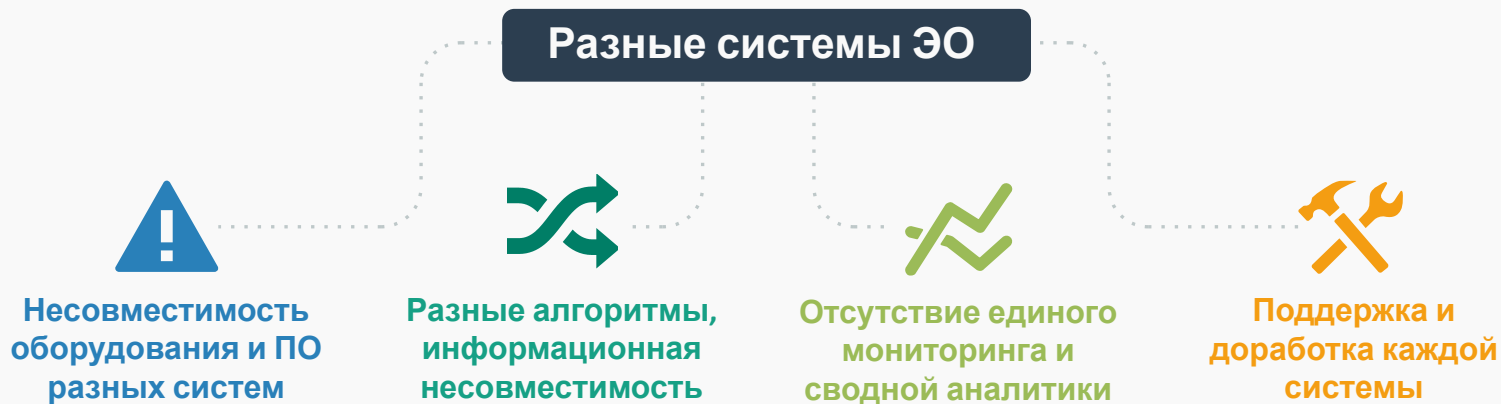 Разные системы ЭО
Несовместимость
оборудования и ПО
разных систем
Разные алгоритмы,
информационная
несовместимость
Отсутствие единого
мониторинга и
сводной аналитики
Поддержка и
доработка каждой
системы